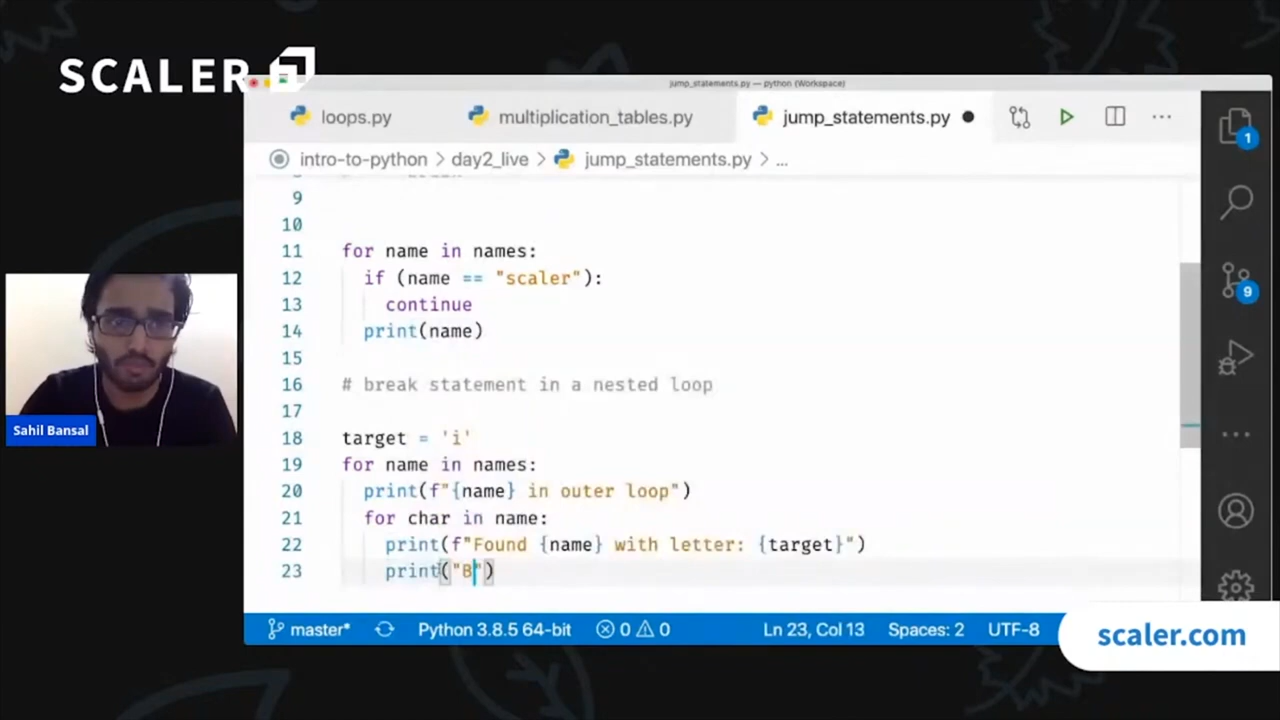 SCALER
jump_statements.py — python (Workspace)
loops.py
multiplication_tables.py
jump_statements.py
intro-to-python > day2_live > jump_statements.py > ...
1
9
10
11 for name in names:
12 if (name == "scaler"):
13 continue
14 print(name)
15
16 # break statement in a nested loop
17
18 target = 'i'
19 for name in names:
20 print(f"{name} in outer loop")
21 for char in name:
22 print(f"Found {name} with letter: {target}")
23 print("B")
9
Sahil Bansal
master* Python 3.8.5 64-bit 0 0 Ln 23, Col 13 Spaces: 2 UTF-8
scaler.com